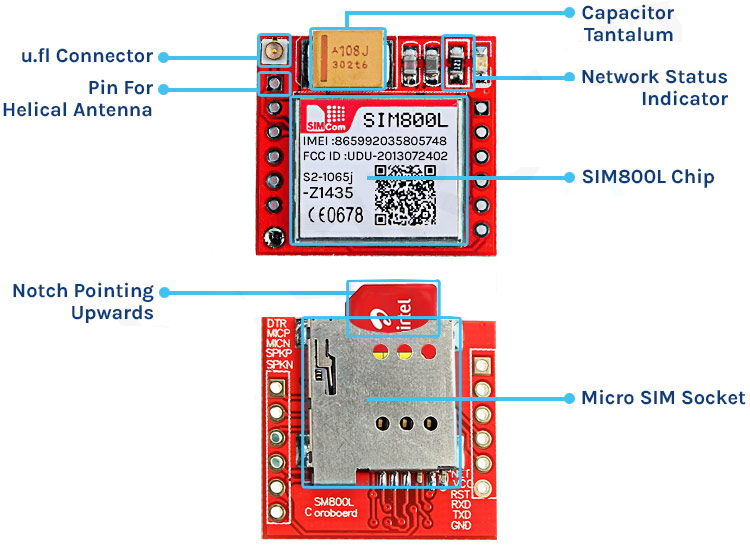 Capacitor
Tantalum
u.fl Connector
Pin For
Helical Antenna
Network Status
Indicator
A108J
302t6
SIMCom
SIM800L
IMEI :865992035805748
FCC ID :UDU-2013072402
S2-1065j
-Z1435
CE0678
SIM800L Chip
Notch Pointing
Upwards
airtel
DTR
MICP
MICN
SPKP
SPKN
Micro SIM Socket
NET
VCC
RST
RXD
TXD
GND
SM800L
Coroboard